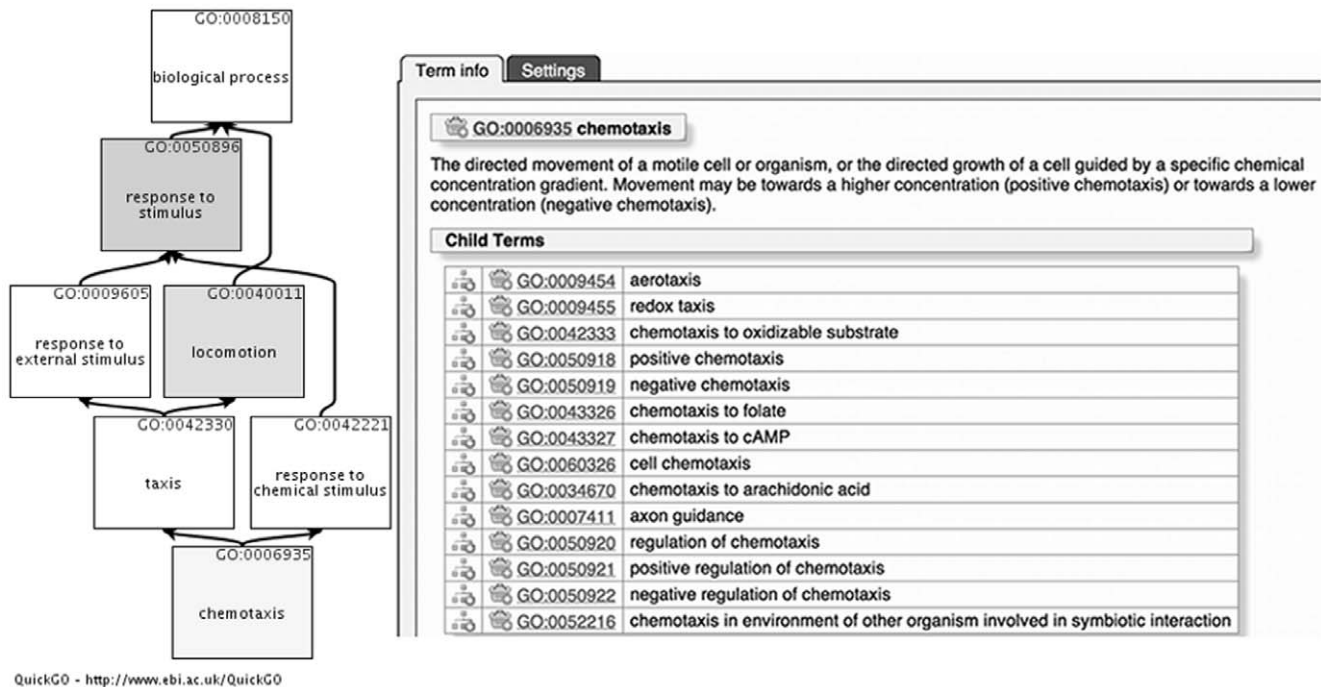 GO:0008150
biological process
GO:0050896
response to
stimulus
GO:0009605
response to
external stimulus
GO:0040011
locomotion
GO:0042330
taxis
GO:0042221
response to
chemical stimulus
GO:0006935
chemotaxis
QuickGO - http://www.ebi.ac.uk/QuickGO
Term info
Settings
GO:0006935 chemotaxis
The directed movement of a motile cell or organism, or the directed growth of a cell guided by a specific chemical
concentration gradient. Movement may be towards a higher concentration (positive chemotaxis) or towards a lower
concentration (negative chemotaxis).
Child Terms
GO:0009454 aerotaxis
GO:0009455 redox taxis
GO:0042333 chemotaxis to oxidizable substrate
GO:0050918 positive chemotaxis
GO:0050919 negative chemotaxis
GO:0043326 chemotaxis to folate
GO:0043327 chemotaxis to cAMP
GO:0060326 cell chemotaxis
GO:0034670 chemotaxis to arachidonic acid
GO:0007411 axon guidance
GO:0050920 regulation of chemotaxis
GO:0050921 positive regulation of chemotaxis
GO:0050922 negative regulation of chemotaxis
GO:0052216 chemotaxis in environment of other organism involved in symbiotic interaction